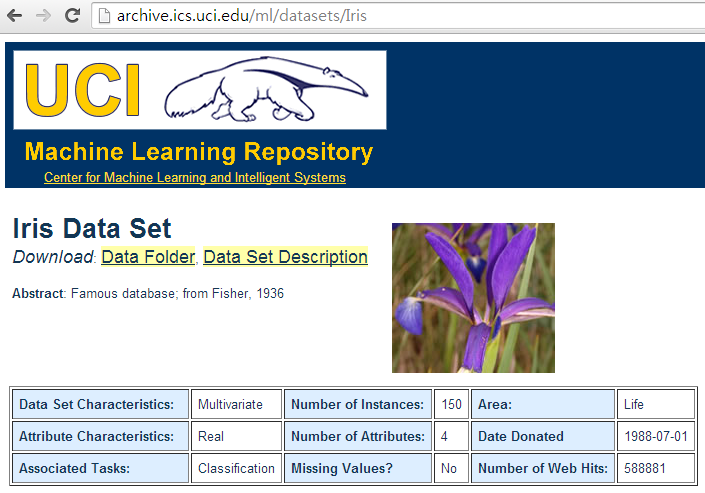 archive.ics.uci.edu/ml/datasets/Iris
UCI
Machine Learning Repository
Center for Machine Learning and Intelligent Systems
Iris Data Set
Download: Data Folder, Data Set Description
Abstract: Famous database; from Fisher, 1936
Data Set Characteristics: Multivariate Number of Instances: 150 Area: Life
Attribute Characteristics: Real Number of Attributes: 4 Date Donated 1988-07-01
Associated Tasks: Classification Missing Values? No Number of Web Hits: 588881